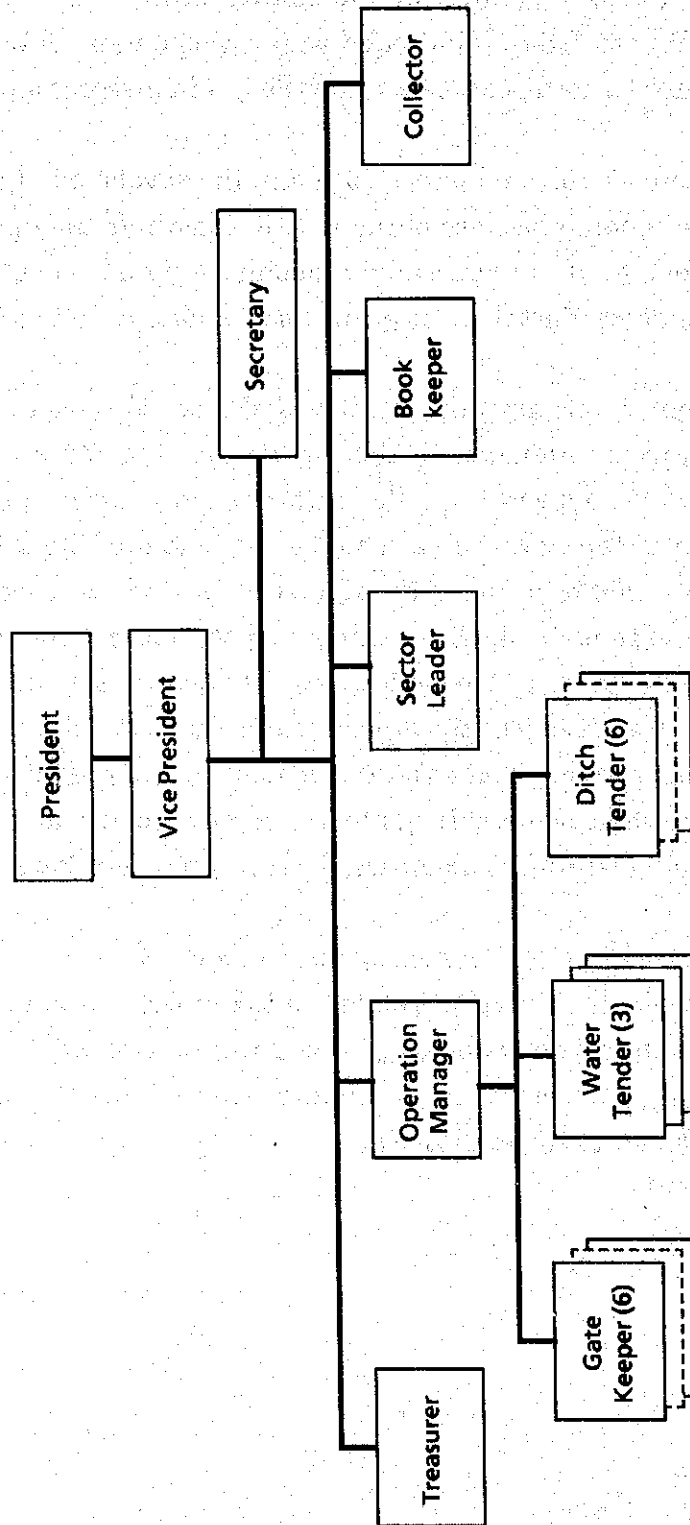 President
Vice President
Secretary
Treasurer
Operation
Manager
Sector
Leader
Book
keeper
Collector
Gate
Keeper (6)
Water
Tender (3)
Ditch
Tender (6)